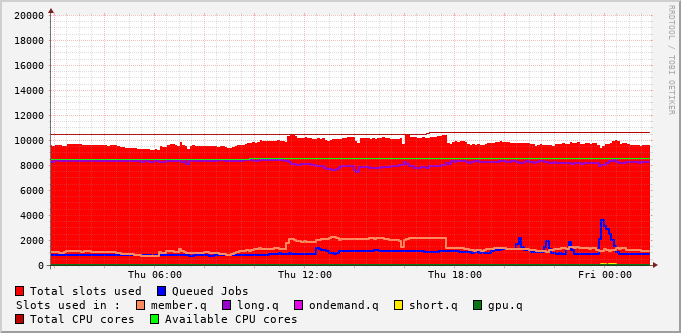 20000
18000
16000
14000
12000
10000
8000
6000
4000
2000
0
Thu 06:00 Thu 12:00 Thu 18:00 Fri 00:00
RRDTOOL / TOBI OETIKER
Total slots used Queued Jobs
Slots used in : member.q long.q ondemand.q short.q gpu.q
Total CPU cores Available CPU cores